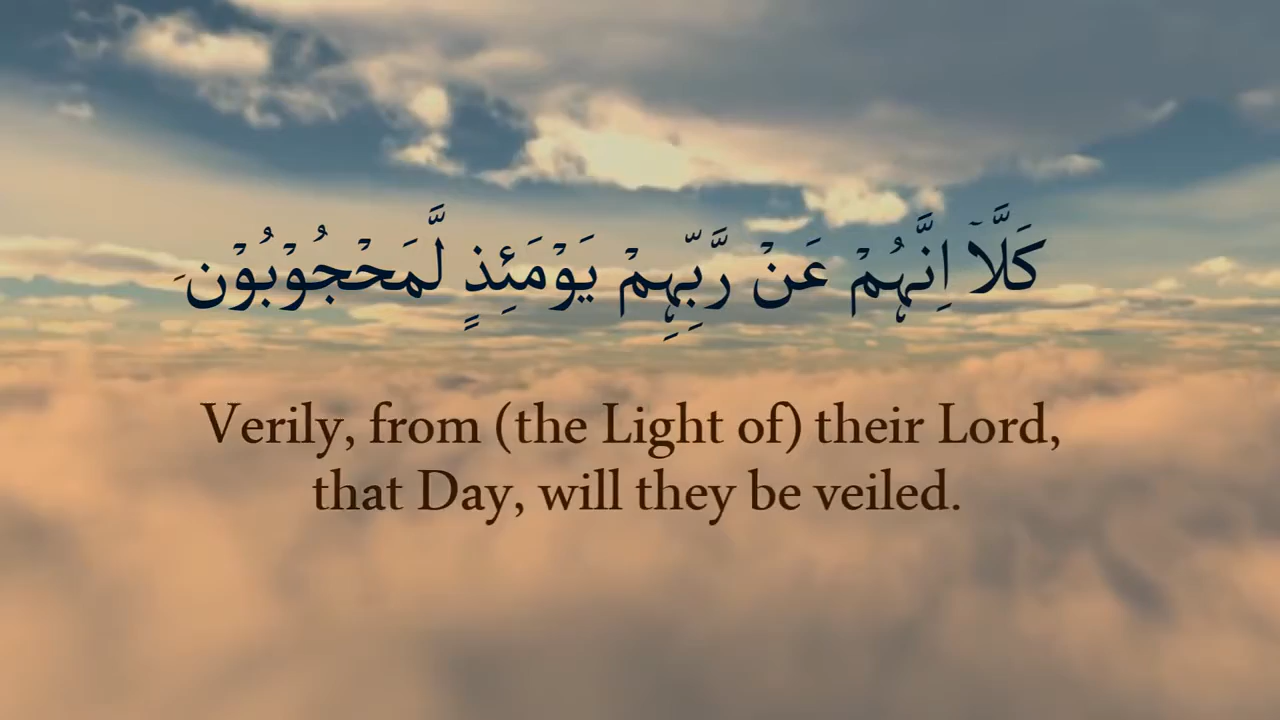 كَلَّاۤ اِنَّهُمْ عَنْ رَّبِّهِمْ يَوْمَئِذٍ لَّمَحْجُوْبُوْنَ
Verily, from (the Light of) their Lord,
that Day, will they be veiled.